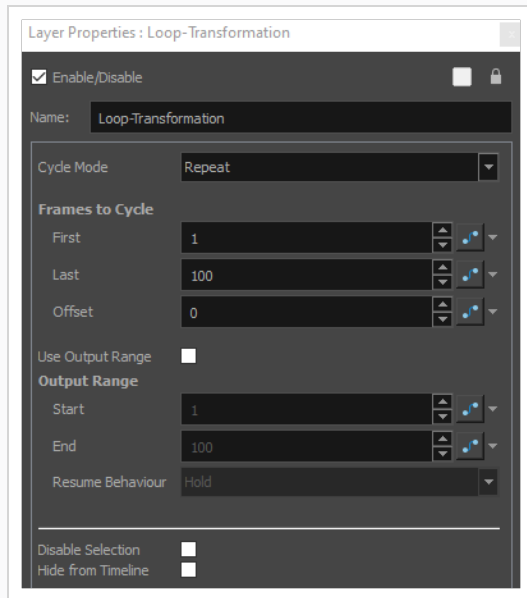 Layer Properties : Loop-Transformation
Enable/Disable
Name: Loop-Transformation
Cycle Mode Repeat
Frames to Cycle
First 1
Last 100
Offset 0
Use Output Range
Output Range
Start 1
End 100
Resume Behaviour Hold
Disable Selection
Hide from Timeline